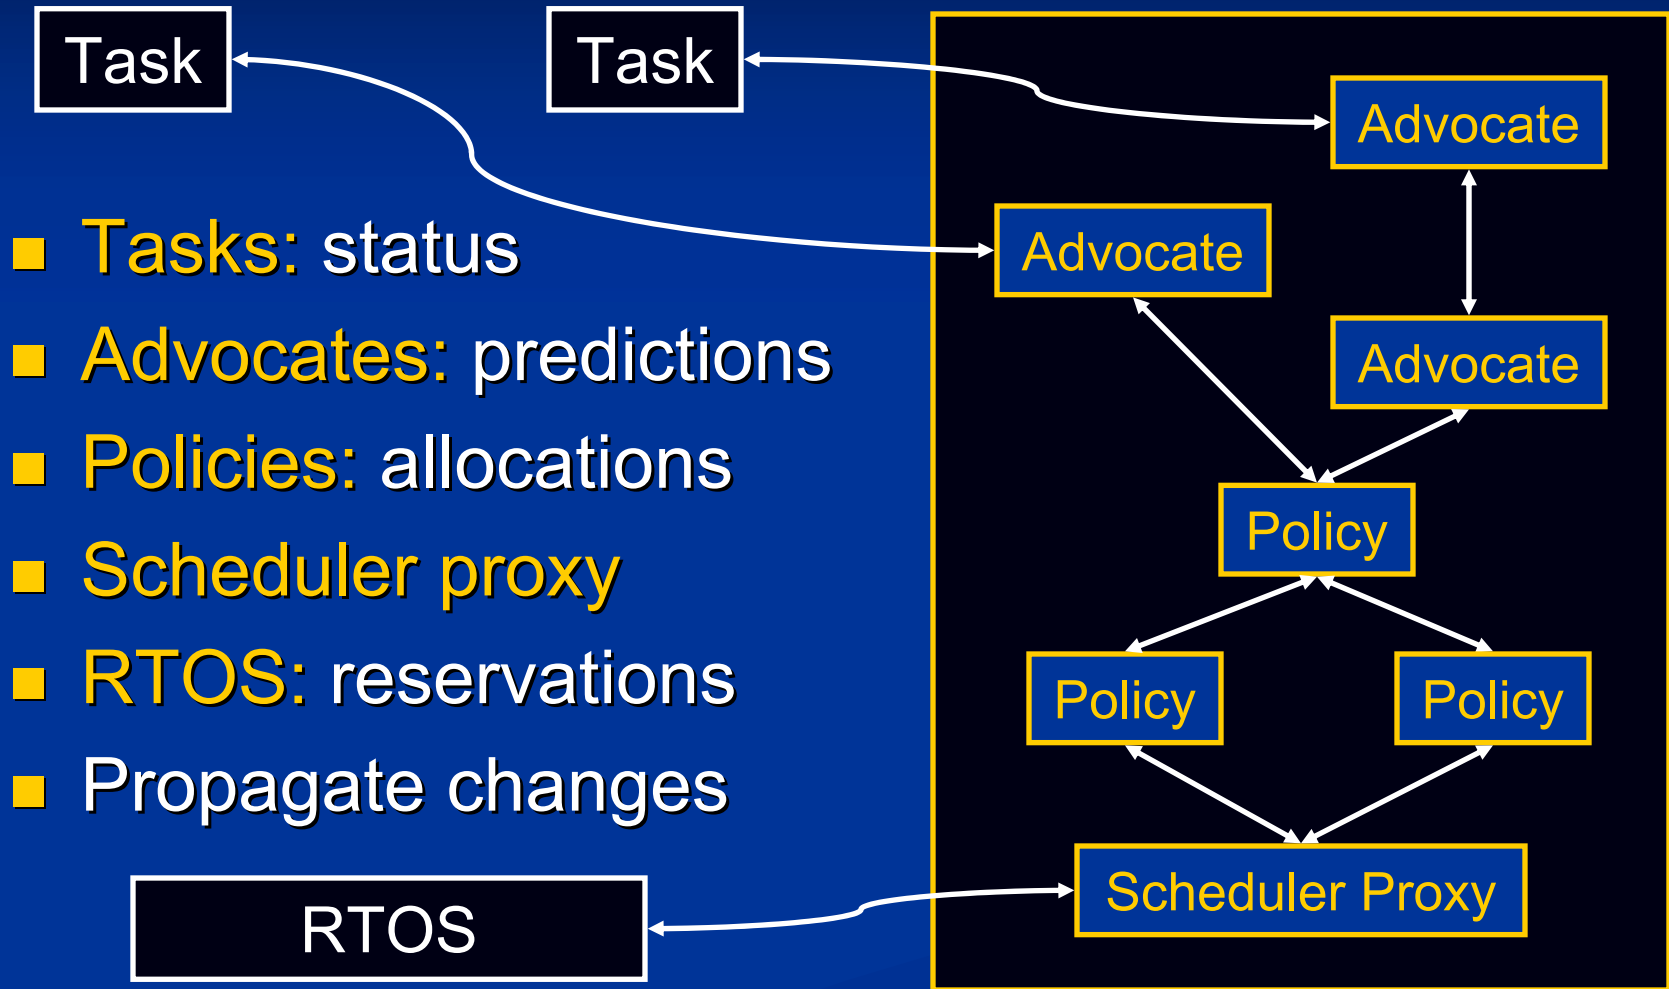 Task
Task
Advocate
Advocate
Advocate
Policy
Policy
Policy
Scheduler Proxy
Tasks: status
Advocates: predictions
Policies: allocations
Scheduler proxy
RTOS: reservations
Propagate changes
RTOS